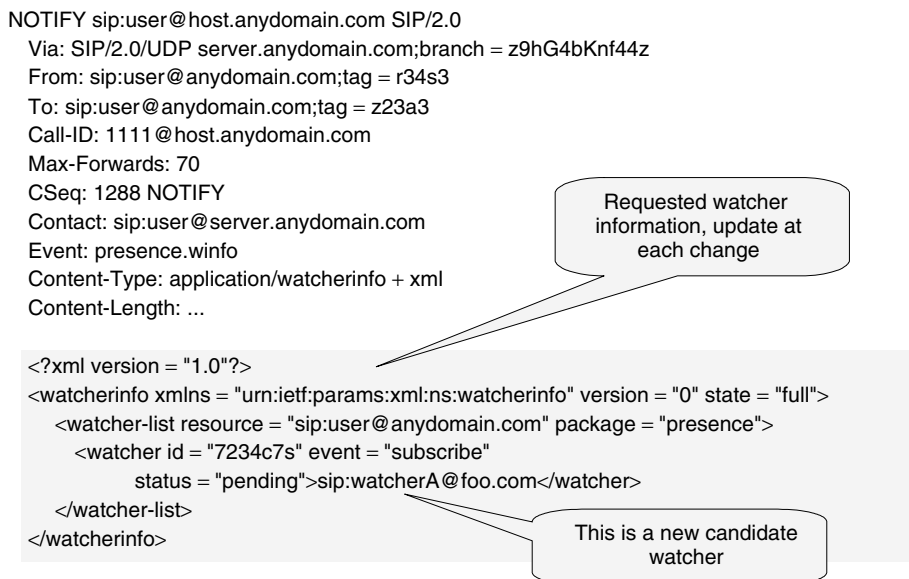 NOTIFY sip:user@host.anydomain.com SIP/2.0
Via: SIP/2.0/UDP server.anydomain.com;branch = z9hG4bKnf44z
From: sip:user@anydomain.com;tag = r34s3
To: sip:user@anydomain.com;tag = z23a3
Call-ID: 1111@host.anydomain.com
Max-Forwards: 70
CSeq: 1288 NOTIFY
Contact: sip:user@server.anydomain.com
Event: presence.winfo
Content-Type: application/watcherinfo + xml
Content-Length: ...
Requested watcher
information, update at
each change
<?xml version = "1.0"?>
<watcherinfo xmlns = "urn:ietf:params:xml:ns:watcherinfo" version = "0" state = "full">
<watcher-list resource = "sip:user@anydomain.com" package = "presence">
<watcher id = "7234c7s" event = "subscribe"
status = "pending">sip:watcherA@foo.com</watcher>
</watcher-list>
</watcherinfo>
This is a new candidate
watcher